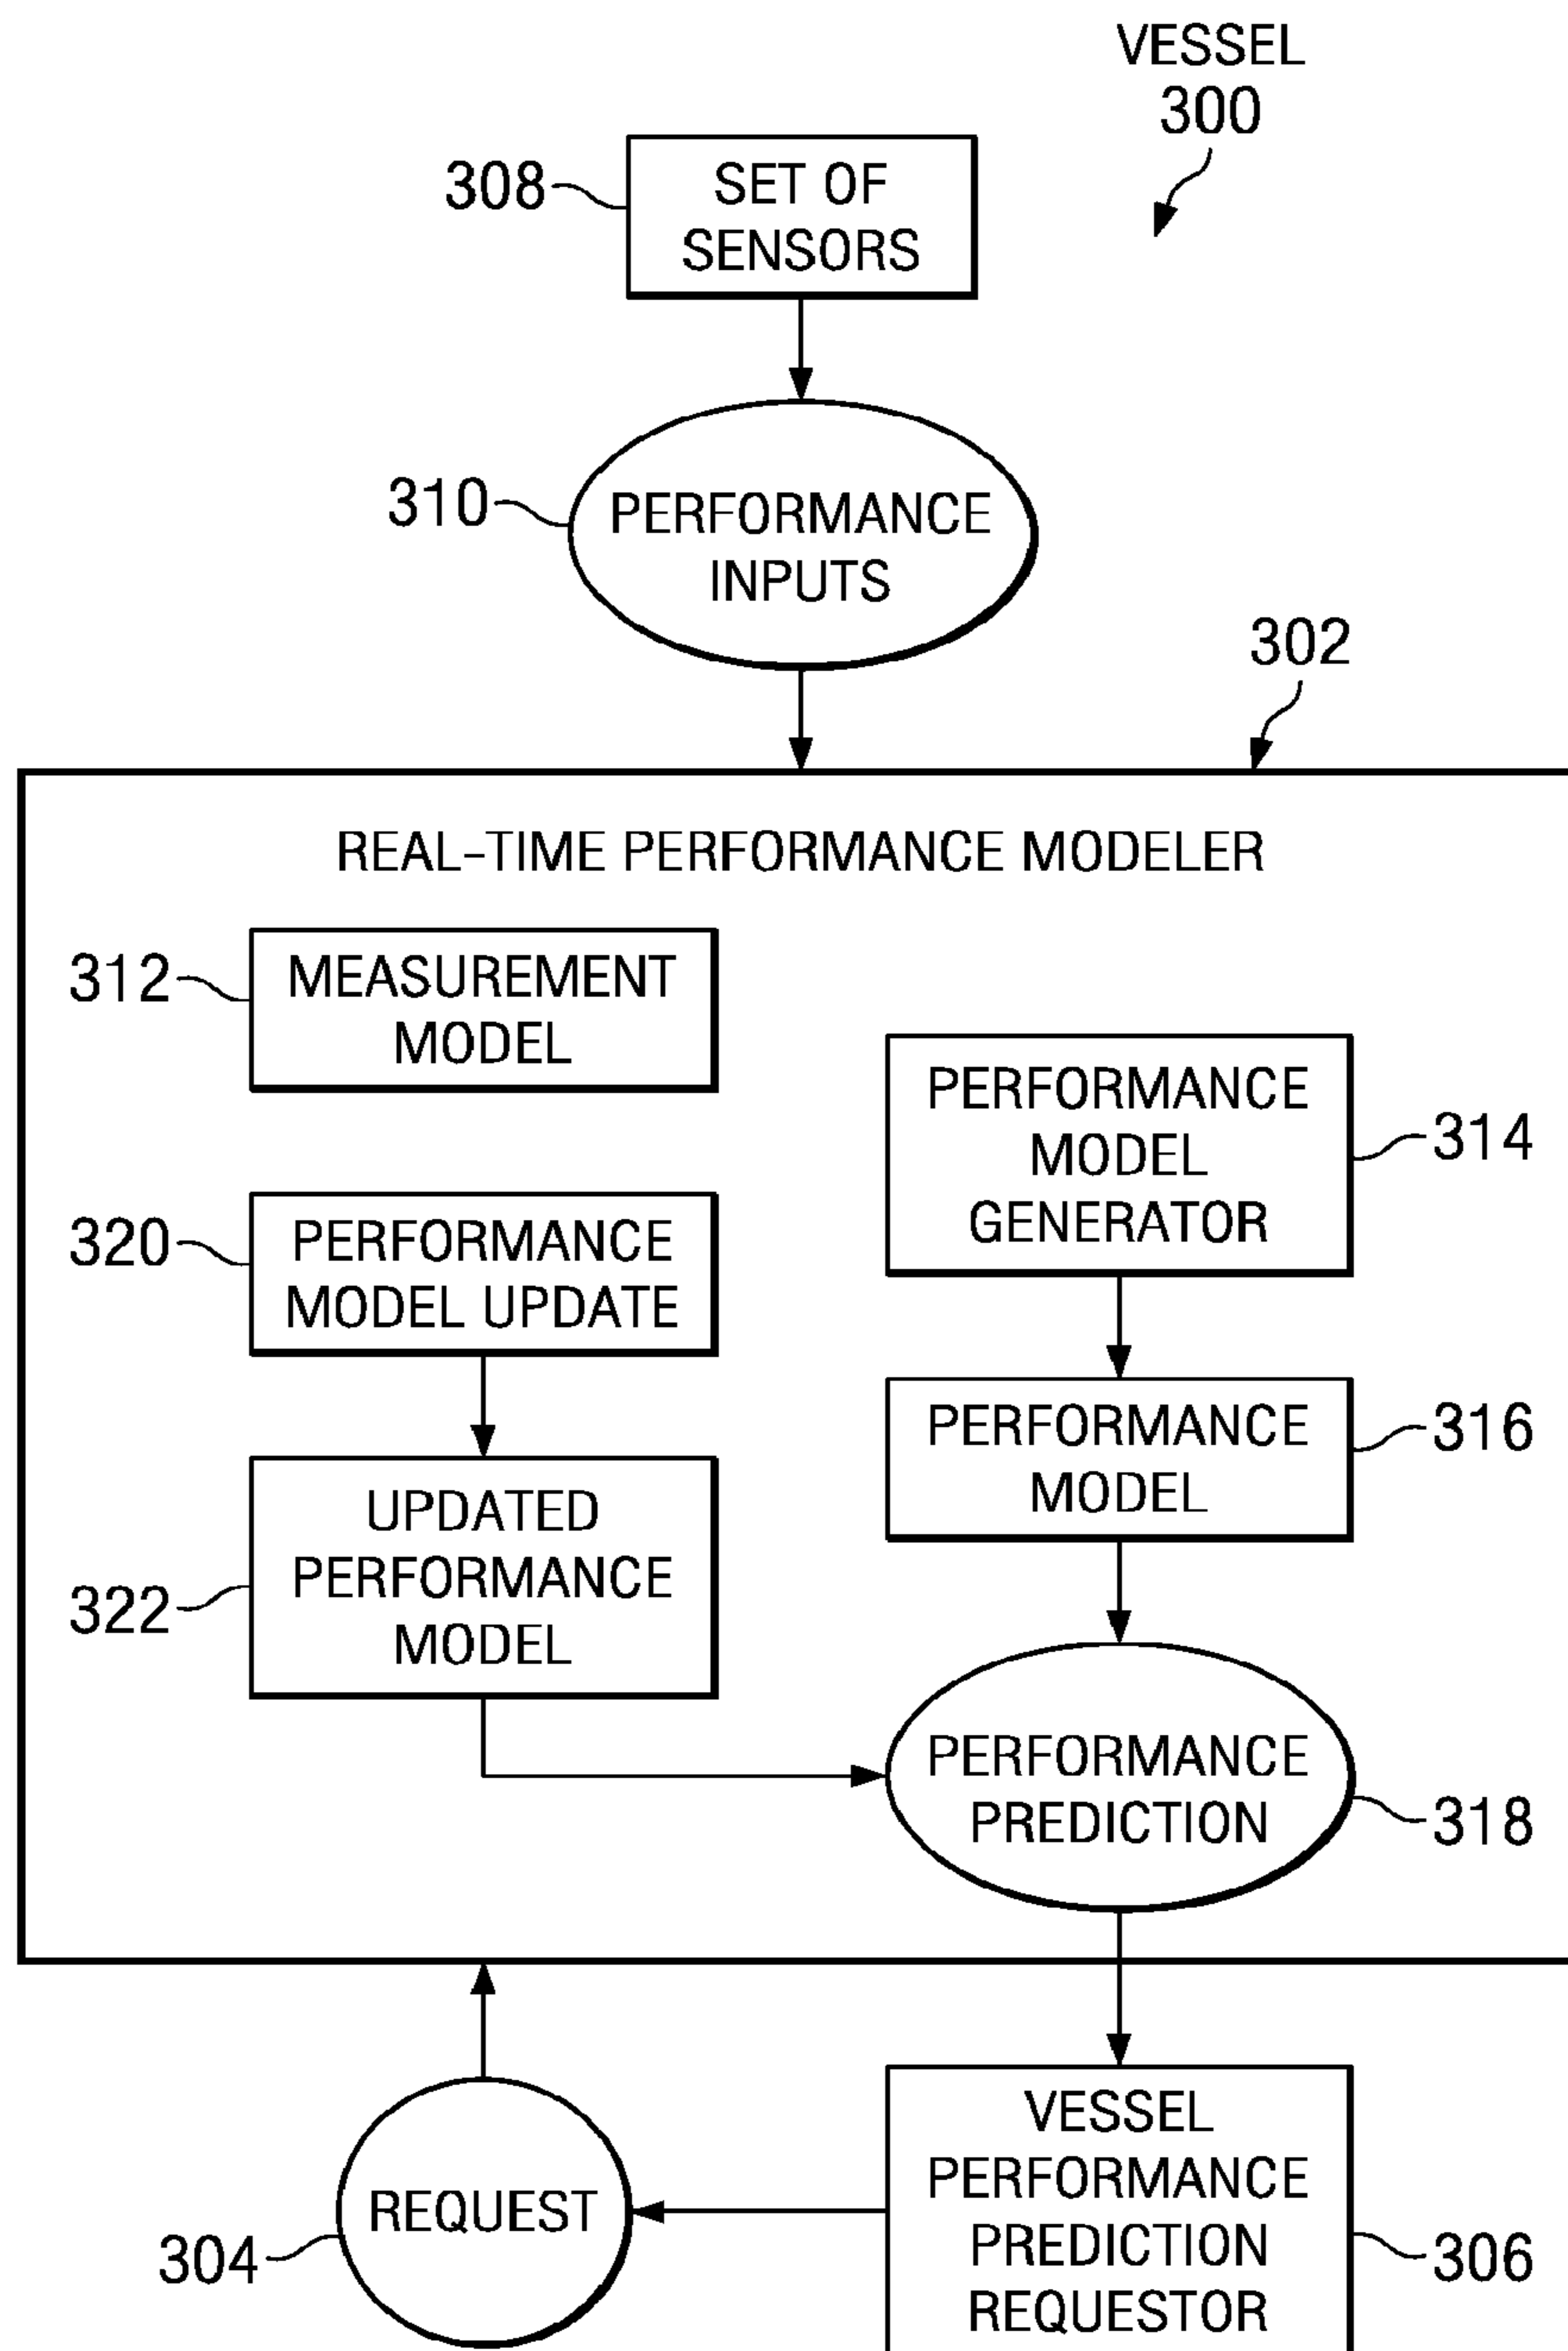 VESSEL
300
308
SET OF
SENSORS
310
PERFORMANCE
INPUTS
302
REAL-TIME PERFORMANCE MODELER
312
MEASUREMENT
MODEL
PERFORMANCE
MODEL
GENERATOR
314
320
PERFORMANCE
MODEL UPDATE
PERFORMANCE
MODEL
316
322
UPDATED
PERFORMANCE
MODEL
PERFORMANCE
PREDICTION
318
304
REQUEST
VESSEL
PERFORMANCE
PREDICTION
REQUESTOR
306